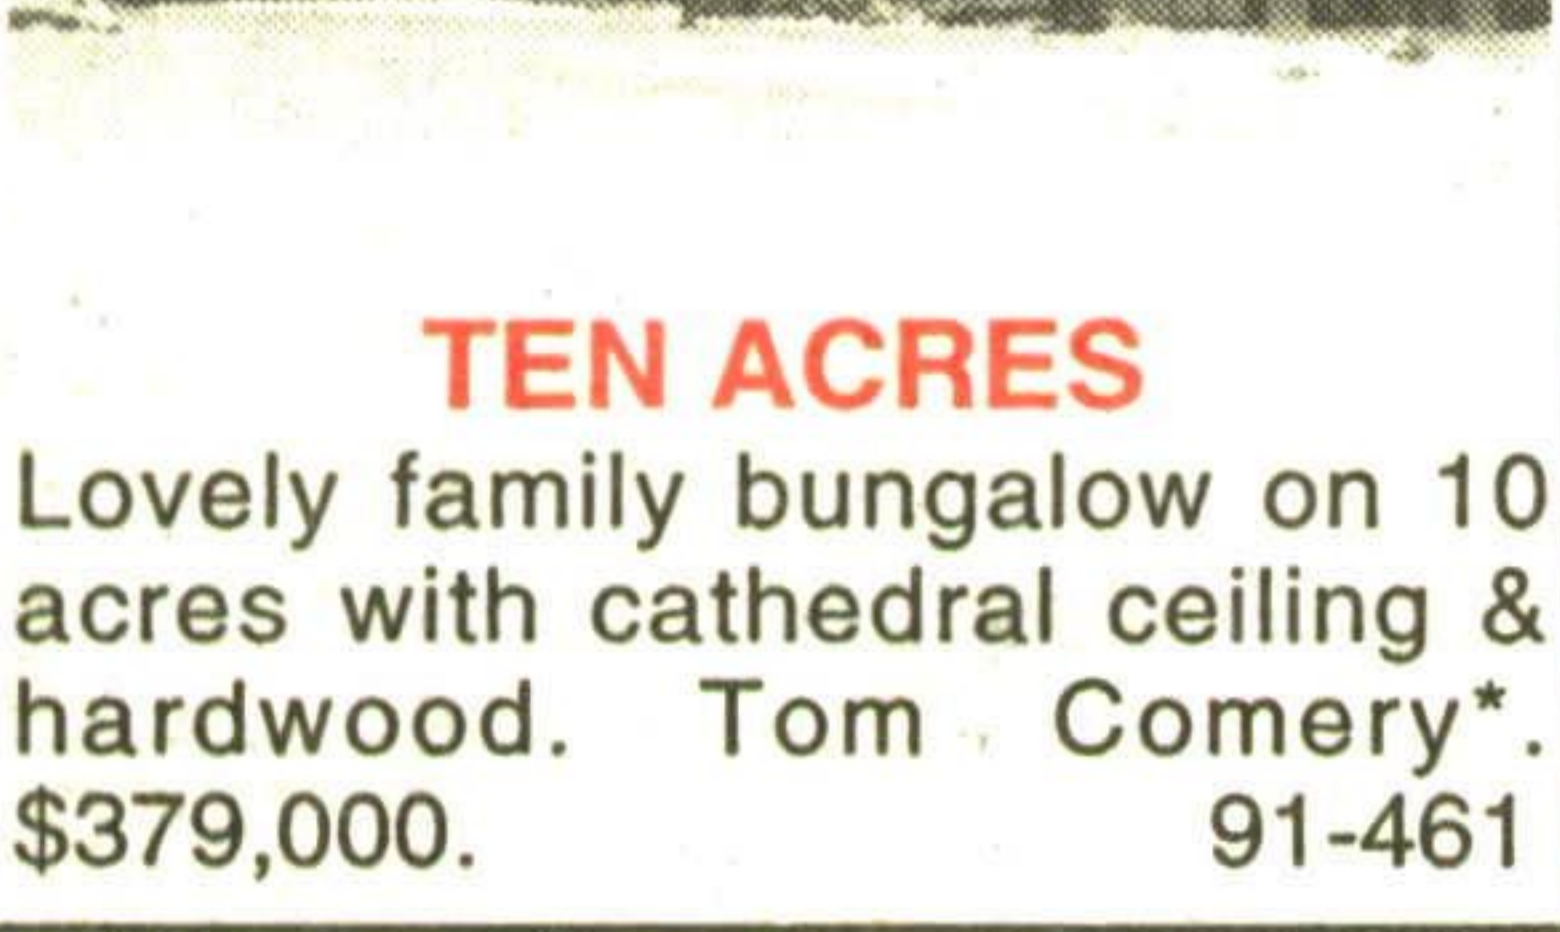 TEN ACRES
Lovely family bungalow on 10
acres with cathedral ceiling &
hardwood. Tom Comery*.
$379,000. 91-461